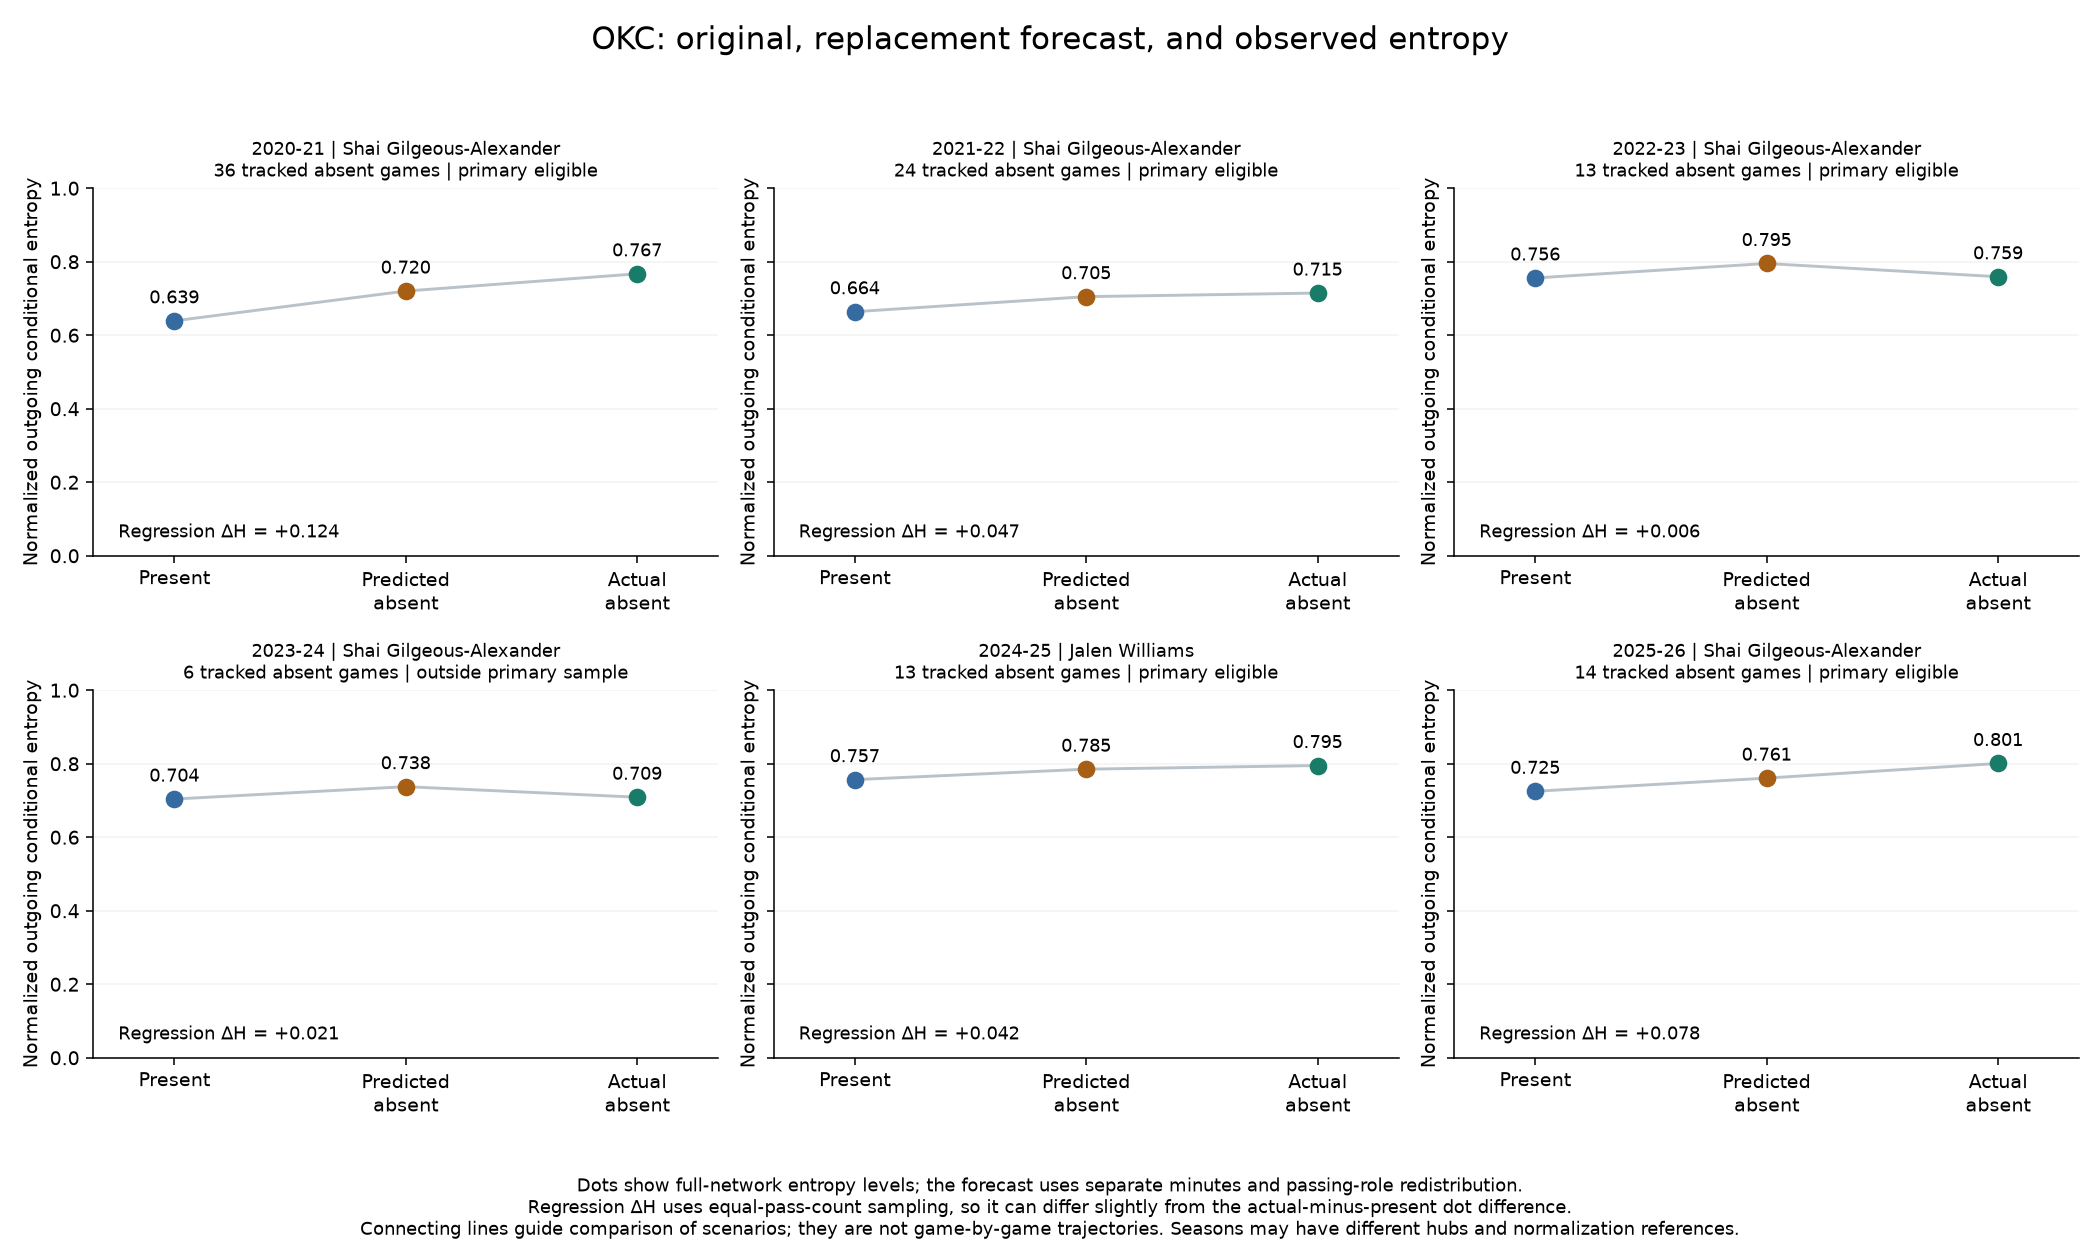 OKC: original, replacement forecast, and observed entropy
2020-21 | Shai Gilgeous-Alexander
36 tracked absent games | primary eligible
Normalized outgoing conditional entropy
1.0
0.8
0.6
0.4
0.2
0.0
0.639
0.720
0.767
Regression ΔH = +0.124
Present
Predicted
absent
Actual
absent
2021-22 | Shai Gilgeous-Alexander
24 tracked absent games | primary eligible
Normalized outgoing conditional entropy
0.664
0.705
0.715
Regression ΔH = +0.047
Present
Predicted
absent
Actual
absent
2022-23 | Shai Gilgeous-Alexander
13 tracked absent games | primary eligible
Normalized outgoing conditional entropy
0.756
0.795
0.759
Regression ΔH = +0.006
Present
Predicted
absent
Actual
absent
2023-24 | Shai Gilgeous-Alexander
6 tracked absent games | outside primary sample
Normalized outgoing conditional entropy
1.0
0.8
0.6
0.4
0.2
0.0
0.704
0.738
0.709
Regression ΔH = +0.021
Present
Predicted
absent
Actual
absent
2024-25 | Jalen Williams
13 tracked absent games | primary eligible
Normalized outgoing conditional entropy
0.757
0.785
0.795
Regression ΔH = +0.042
Present
Predicted
absent
Actual
absent
2025-26 | Shai Gilgeous-Alexander
14 tracked absent games | primary eligible
Normalized outgoing conditional entropy
0.725
0.761
0.801
Regression ΔH = +0.078
Present
Predicted
absent
Actual
absent
Dots show full-network entropy levels; the forecast uses separate minutes and passing-role redistribution.
Regression ΔH uses equal-pass-count sampling, so it can differ slightly from the actual-minus-present dot difference.
Connecting lines guide comparison of scenarios; they are not game-by-game trajectories. Seasons may have different hubs and normalization references.